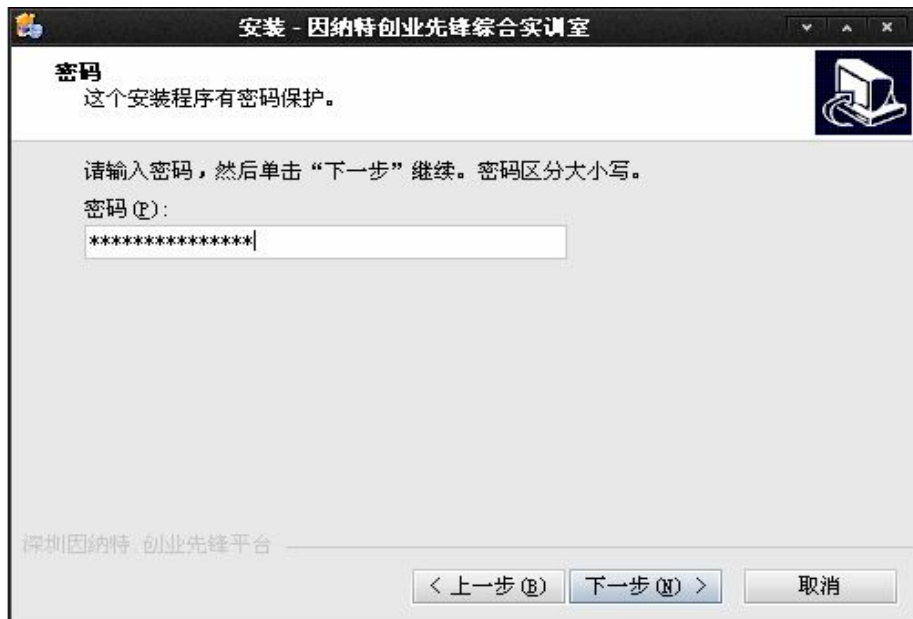 安装 - 因纳特创业先锋综合实训室
密码
这个安装程序有密码保护。
请输入密码，然后单击“下一步”继续。密码区分大小写。
密码(P):
***************
深圳因纳特 创业先锋平台
< 上一步(B)
下一步(N) >
取消